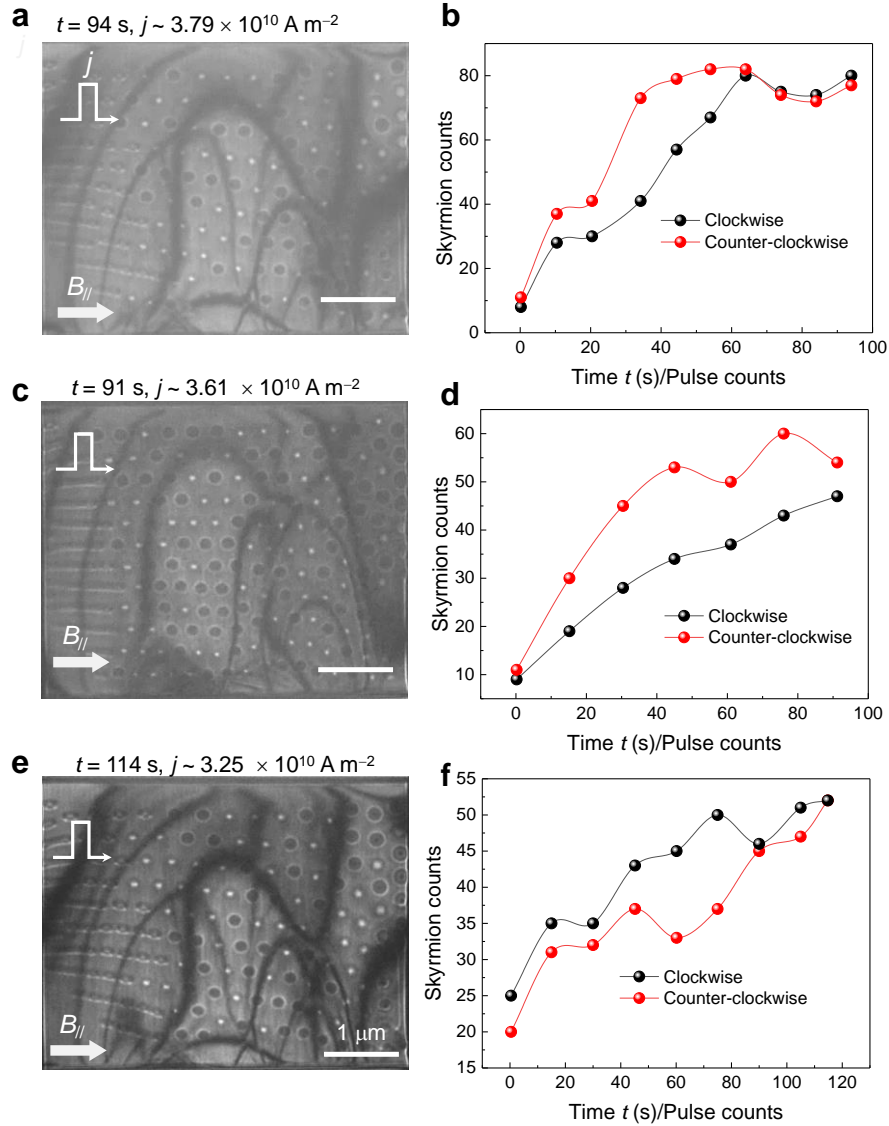 a
t = 94 s, j ~ 3.79 × 10¹⁰ A m⁻²
j
j
B//
b
80
60
40
20
0
Skyrmion counts
Clockwise
Counter-clockwise
0 20 40 60 80 100
Time t (s)/Pulse counts
c
t = 91 s, j ~ 3.61 × 10¹⁰ A m⁻²
B//
d
60
50
40
30
20
10
Skyrmion counts
Clockwise
Counter-clockwise
0 20 40 60 80 100
Time t (s)/Pulse counts
e
t = 114 s, j ~ 3.25 × 10¹⁰ A m⁻²
B//
1 μm
f
55
50
45
40
35
30
25
20
15
Skyrmion counts
Clockwise
Counter-clockwise
0 20 40 60 80 100 120
Time t (s)/Pulse counts